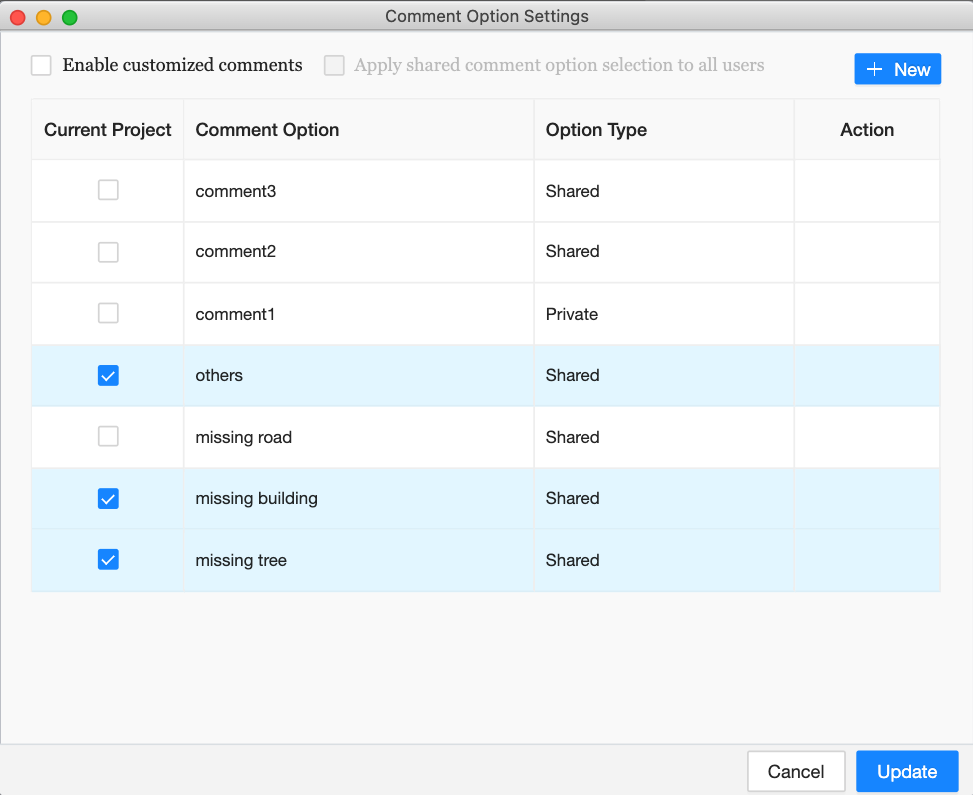 Comment Option Settings
Enable customized comments Apply shared comment option selection to all users + New
Current Project Comment Option Option Type Action
comment3 Shared
comment2 Shared
comment1 Private
others Shared
missing road Shared
missing building Shared
missing tree Shared
Cancel Update